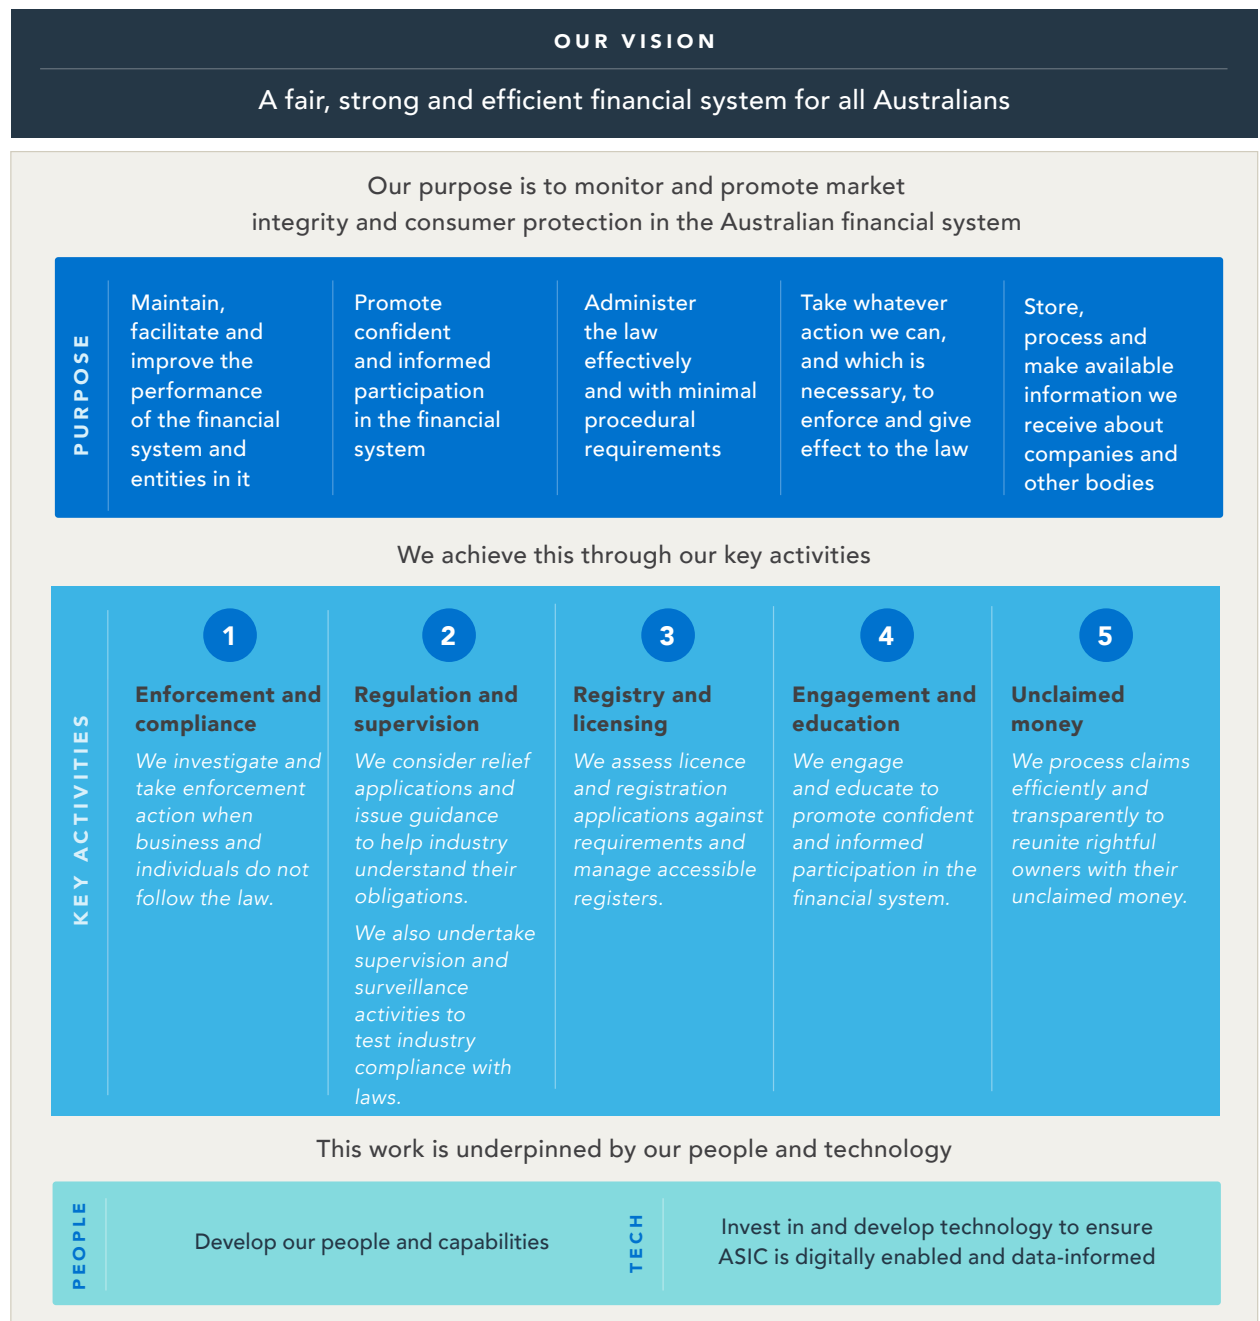 OUR VISION
A fair, strong and efficient financial system for all Australians
Our purpose is to monitor and promote market
integrity and consumer protection in the Australian financial system
PURPOSE
Maintain,
facilitate and
improve the
performance
of the financial
system and
entities in it
Promote
confident
and informed
participation
in the financial
system
Administer
the law
effectively
and with minimal
procedural
requirements
Take whatever
action we can,
and which is
necessary, to
enforce and give
effect to the law
Store,
process and
make available
information we
receive about
companies and
other bodies
We achieve this through our key activities
KEY ACTIVITIES
1
Enforcement and
compliance
We investigate and
take enforcement
action when
business and
individuals do not
follow the law.
2
Regulation and
supervision
We consider relief
applications and
issue guidance
to help industry
understand their
obligations.
We also undertake
supervision and
surveillance
activities to
test industry
compliance with
laws.
3
Registry and
licensing
We assess licence
and registration
applications against
requirements and
manage accessible
registers.
4
Engagement and
education
We engage
and educate to
promote confident
and informed
participation in the
financial system.
5
Unclaimed
money
We process claims
efficiently and
transparently to
reunite rightful
owners with their
unclaimed money.
This work is underpinned by our people and technology
PEOPLE
Develop our people and capabilities
TECH
Invest in and develop technology to ensure
ASIC is digitally enabled and data-informed